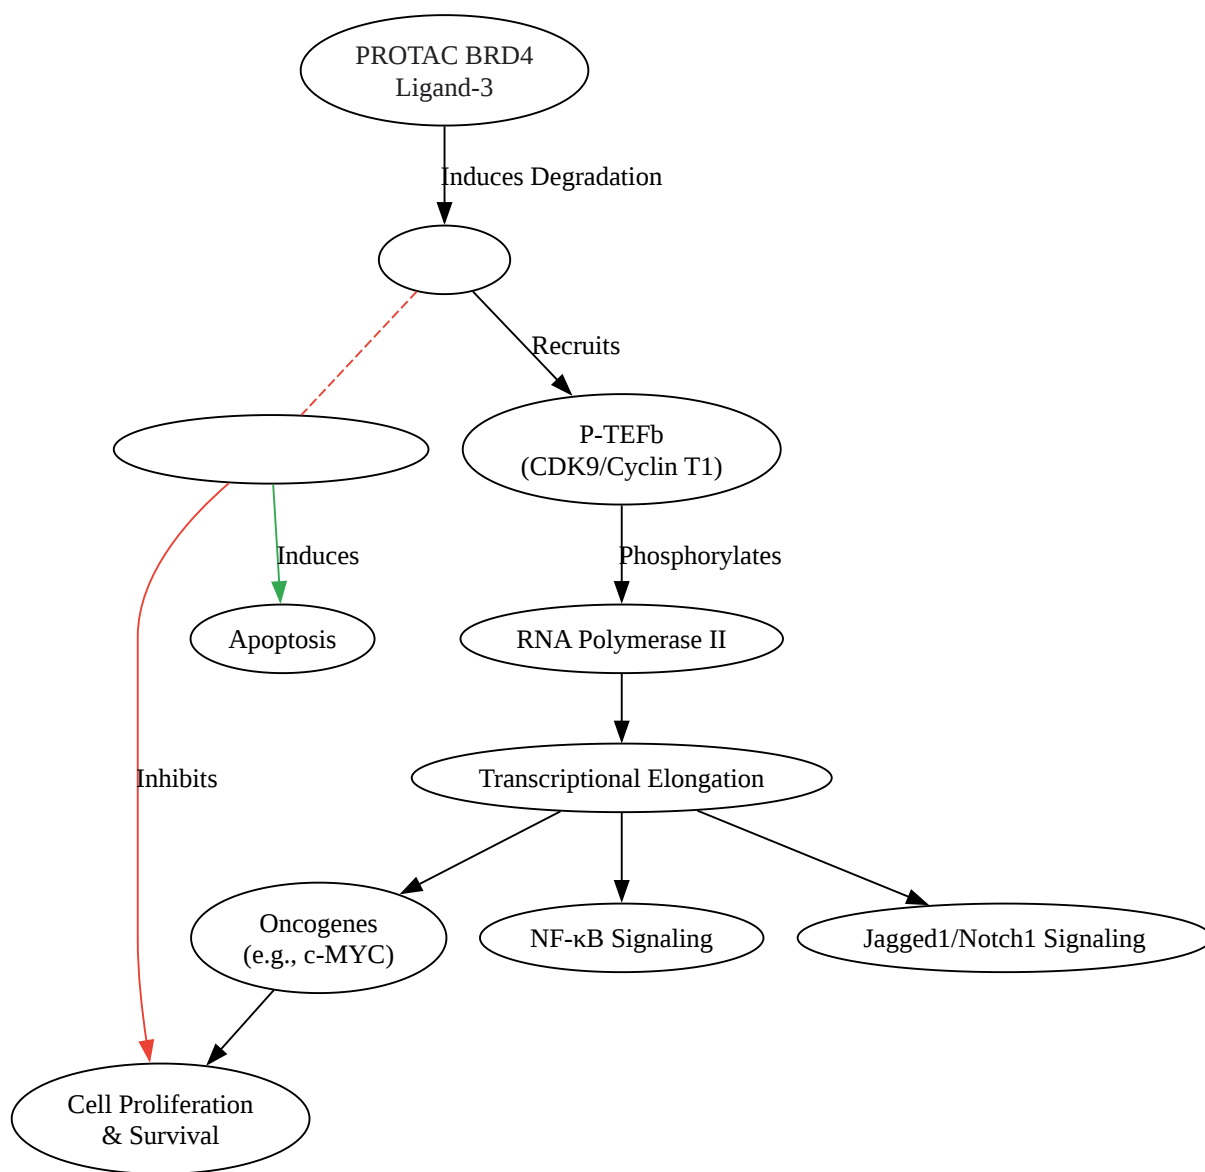 PROTAC BRD4
Ligand-3
Induces Degradation
Recruits
P-TEFb
(CDK9/Cyclin T1)
Induces
Phosphorylates
Apoptosis
RNA Polymerase II
Inhibits
Transcriptional Elongation
Oncogenes
(e.g., c-MYC)
NF-κB Signaling
Jagged1/Notch1 Signaling
Cell Proliferation
& Survival